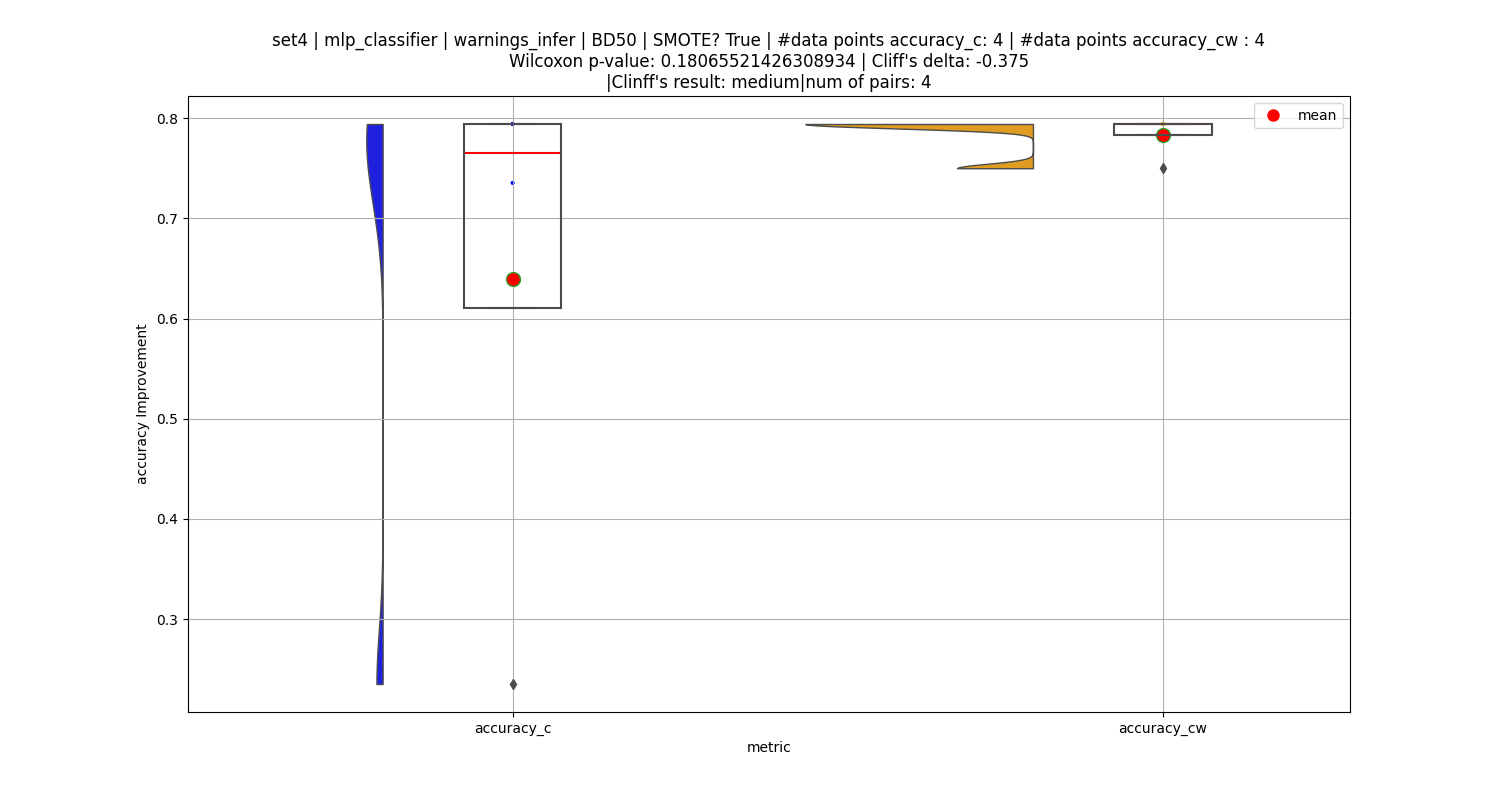 set4 | mlp_classifier | warnings_infer | BD50 | SMOTE? True | #data points accuracy_c: 4 | #data points accuracy_cw : 4
Wilcoxon p-value: 0.18065521426308934 | Cliff's delta: -0.375
|Clinff's result: medium|num of pairs: 4
mean
0.8
0.7
0.6
0.5
0.4
0.3
accuracy Improvement
accuracy_c
accuracy_cw
metric